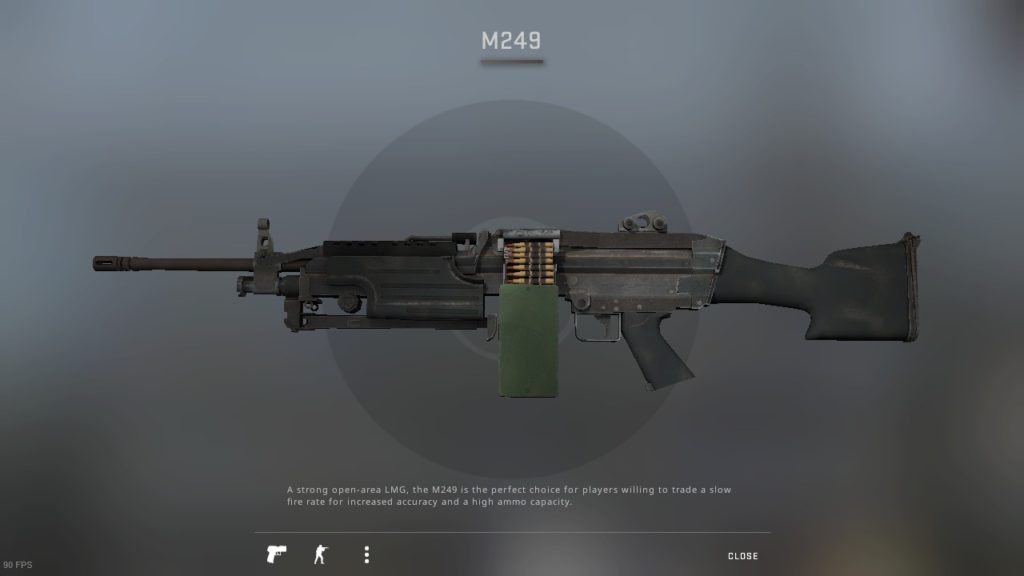 M249
A strong open-area LMG, the M249 is the perfect choice for players willing to trade a slow
fire rate for increased accuracy and a high ammo capacity.
CLOSE
90 FPS